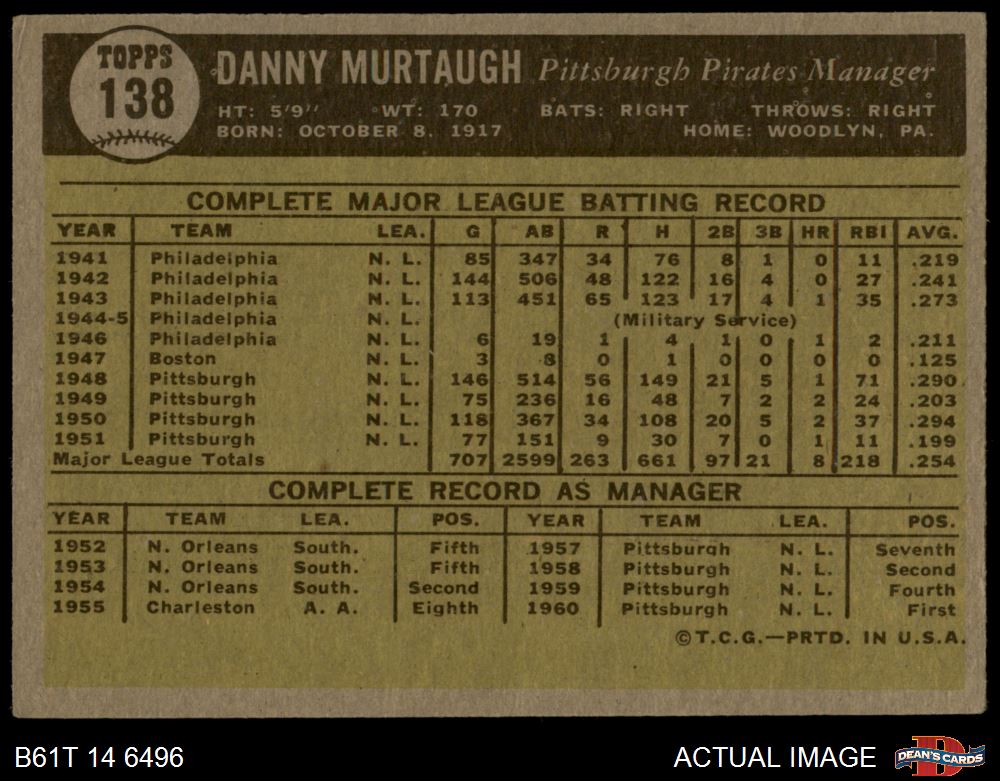 TOPPS
138
DANNY MURTAUGH Pittsburgh Pirates Manager
HT: 5'9'' WT: 170 BATS: RIGHT THROWS: RIGHT
BORN: OCTOBER 8, 1917 HOME: WOODLYN, PA.
COMPLETE MAJOR LEAGUE BATTING RECORD
YEAR TEAM LEA. G AB R H 2B 3B HR RBI AVG.
1941 Philadelphia N. L. 85 347 34 76 8 1 0 11 .219
1942 Philadelphia N. L. 144 506 48 122 16 4 0 27 .241
1943 Philadelphia N. L. 113 451 65 123 17 4 1 35 .273
1944-5 Philadelphia N. L. (Military Service)
1946 Philadelphia N. L. 6 19 1 4 1 0 1 2 .211
1947 Boston N. L. 3 8 0 1 0 0 0 0 .125
1948 Pittsburgh N. L. 146 514 56 149 21 5 1 71 .290
1949 Pittsburgh N. L. 75 236 16 48 7 2 2 24 .203
1950 Pittsburgh N. L. 118 367 34 108 20 5 2 37 .294
1951 Pittsburgh N. L. 77 151 9 30 7 0 1 11 .199
Major League Totals 707 2599 263 661 97 21 8 218 .254
COMPLETE RECORD AS MANAGER
YEAR TEAM LEA. POS. YEAR TEAM LEA. POS.
1952 N. Orleans South. Fifth 1957 Pittsburgh N. L. Seventh
1953 N. Orleans South. Fifth 1958 Pittsburgh N. L. Second
1954 N. Orleans South. Second 1959 Pittsburgh N. L. Fourth
1955 Charleston A. A. Eighth 1960 Pittsburgh N. L. First
©T.C.G.—PRTD. IN U.S.A.
B61T 14 6496 ACTUAL IMAGE DEAN'S CARDS